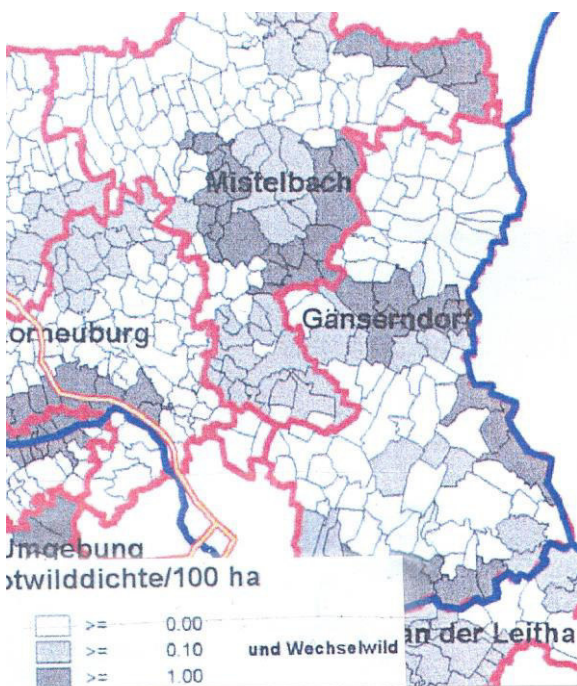 Mistelbach
Gänserndorf
orneuburg
Umgebung
otwilddichte/100 ha
an der Leitha
>= 0.00
>= 0.10 und Wechselwild
>= 1.00